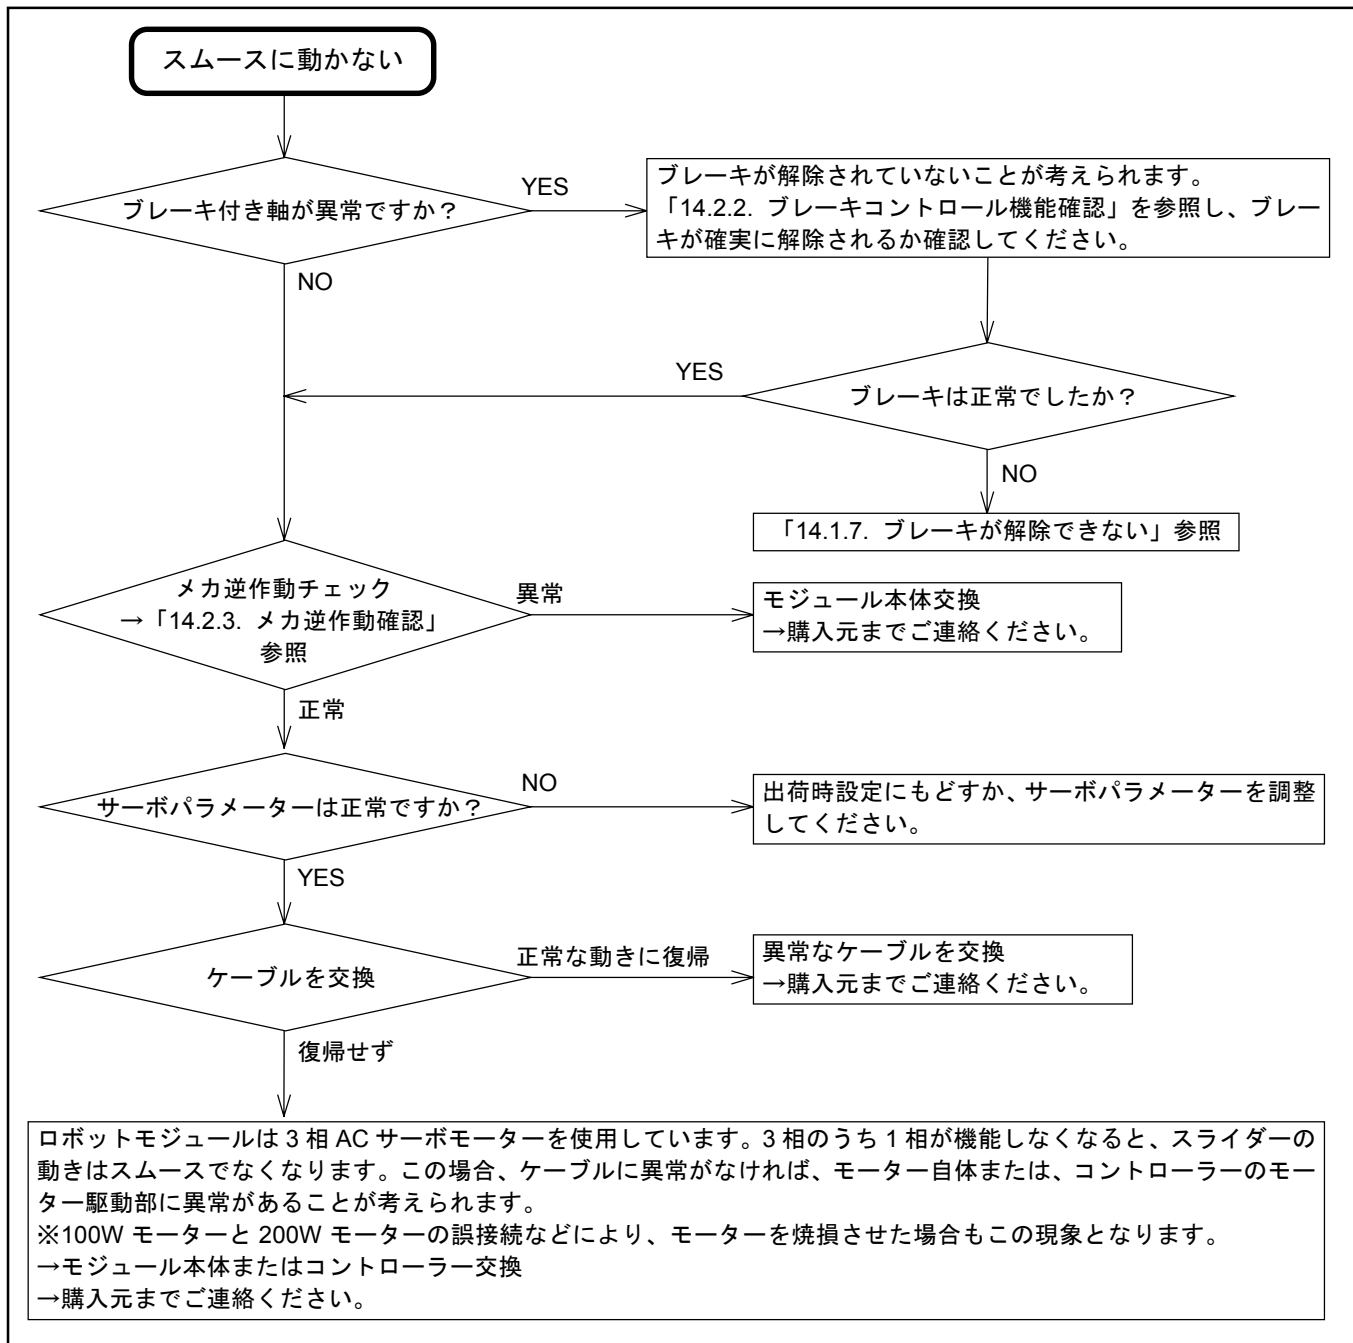 スムースに動かない
ブレーキ付き軸が異常ですか？
YES
ブレーキが解除されていないことが考えられます。
「14.2.2. ブレーキコントロール機能確認」を参照し、ブレー
キが確実に解除されるか確認してください。
NO
YES
ブレーキは正常でしたか？
NO
「14.1.7. ブレーキが解除できない」参照
メカ逆作動チェック
→「14.2.3. メカ逆作動確認」
参照
異常
モジュール本体交換
→購入元までご連絡ください。
正常
サーボパラメーターは正常ですか？
NO
出荷時設定にもどすか、サーボパラメーターを調整
してください。
YES
ケーブルを交換
正常な動きに復帰
異常なケーブルを交換
→購入元までご連絡ください。
復帰せず
ロボットモジュールは 3 相 AC サーボモーターを使用しています。3 相のうち 1 相が機能しなくなると、スライダーの
動きはスムースでなくなります。この場合、ケーブルに異常がなければ、モーター自体または、コントローラーのモー
ター駆動部に異常があることが考えられます。
※100W モーターと 200W モーターの誤接続などにより、モーターを焼損させた場合もこの現象となります。
→モジュール本体またはコントローラー交換
→購入元までご連絡ください。